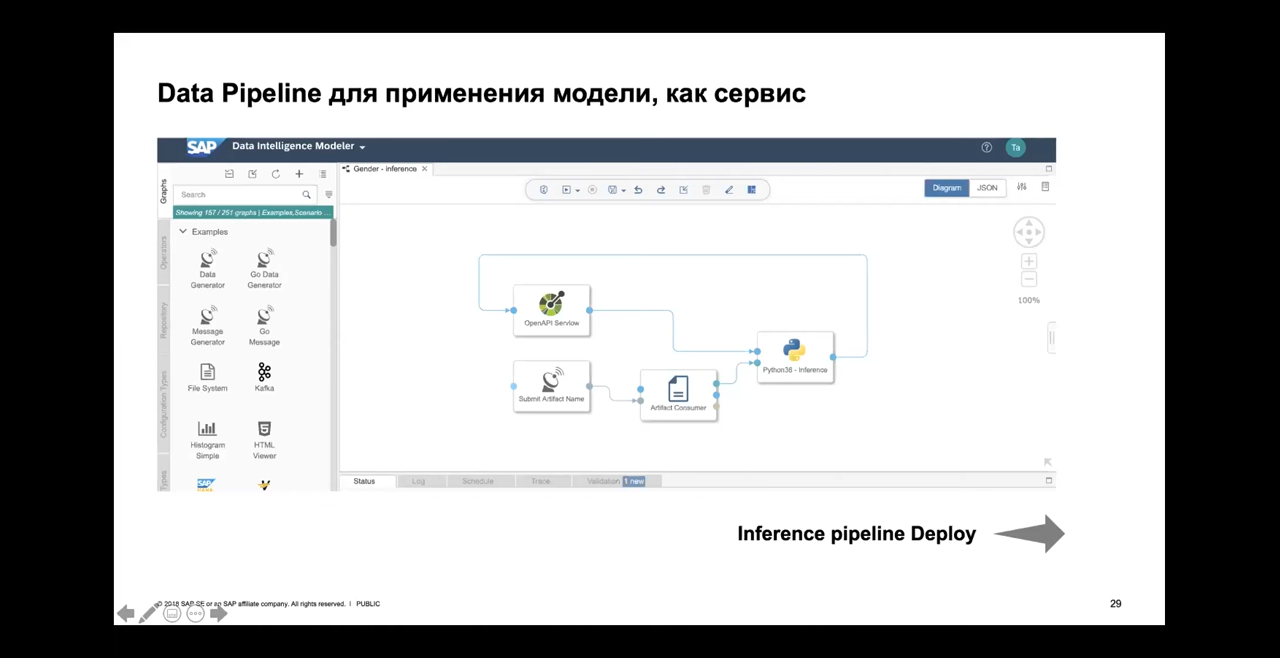 Data Pipeline для применения модели, как сервис
SAP
Data Intelligence Modeler
Ta
Graphs
Operators
Repository
Configuration Types
Types
Search
Showing 157 / 251 graphs | Examples,Scenario ...
Examples
Data
Generator
Go Data
Generator
Message
Generator
Go
Message
File System
Kafka
Histogram
Simple
HTML
Viewer
Gender - inference
Diagram
JSON
100%
OpenAPI Servlow
Submit Artifact Name
Artifact Consumer
Python36 - Inference
Status
Log
Schedule
Trace
Validation
1 new
Inference pipeline Deploy
© 2018 SAP SE or an SAP affiliate company. All rights reserved. | PUBLIC
29